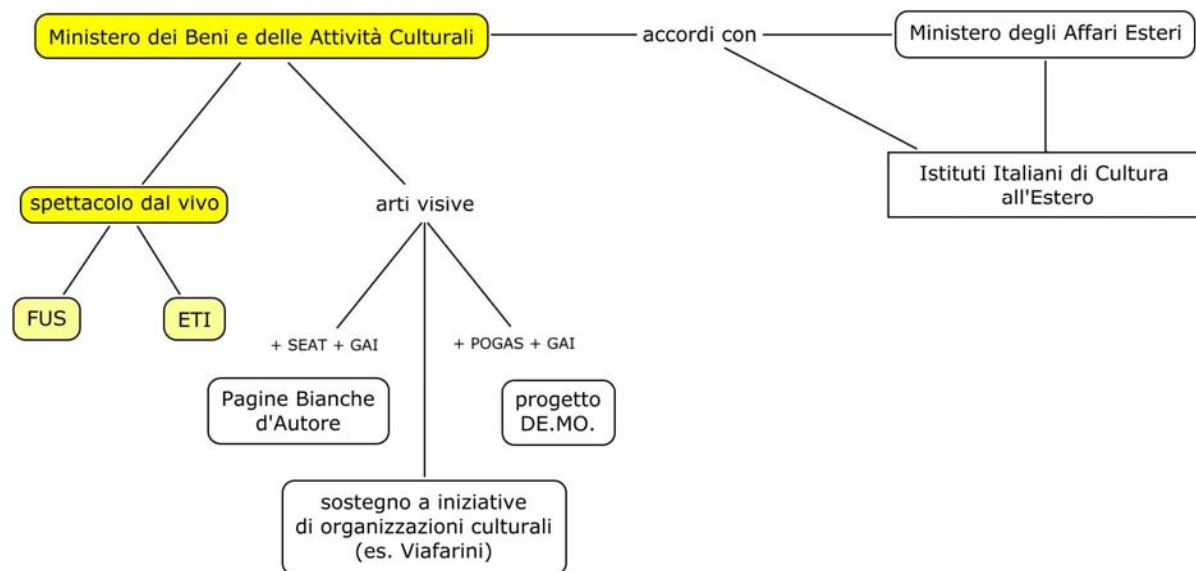 Ministero dei Beni e delle Attività Culturali
accordi con
Ministero degli Affari Esteri
Istituti Italiani di Cultura
all'Estero
spettacolo dal vivo
arti visive
FUS
ETI
+ SEAT + GAI
+ POGAS + GAI
Pagine Bianche
d'Autore
progetto
DE.MO.
sostegno a iniziative
di organizzazioni culturali
(es. Viafarini)